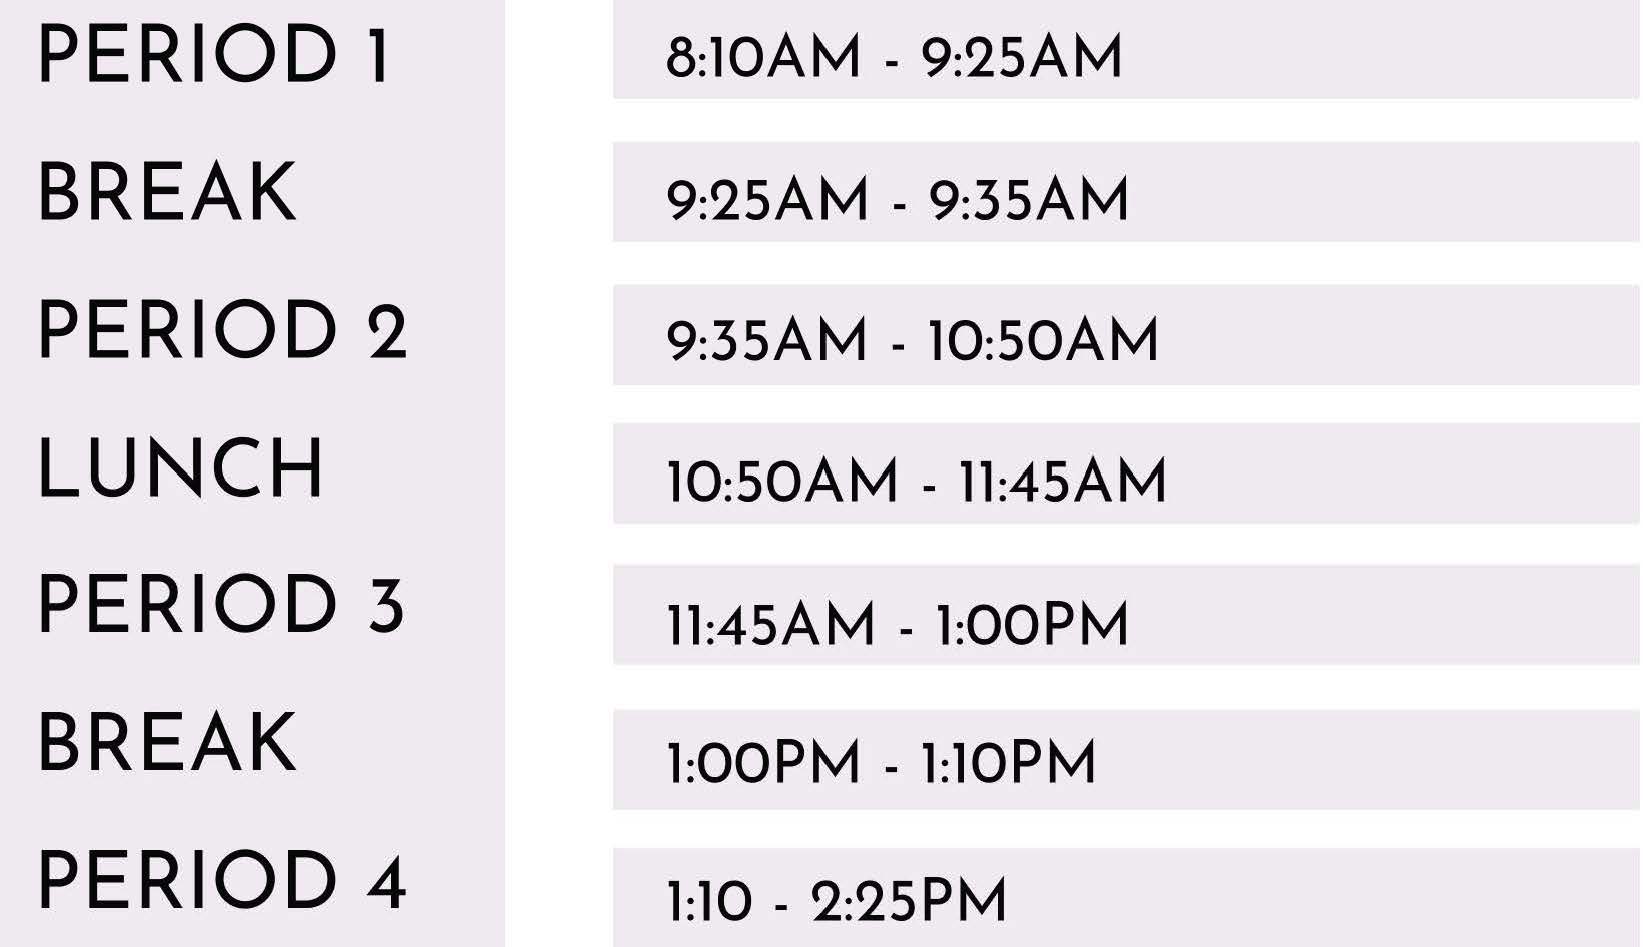 PERIOD 1 8:10AM - 9:25AM
BREAK 9:25AM - 9:35AM
PERIOD 2 9:35AM - 10:50AM
LUNCH 10:50AM - 11:45AM
PERIOD 3 11:45AM - 1:00PM
BREAK 1:00PM - 1:10PM
PERIOD 4 1:10 - 2:25PM